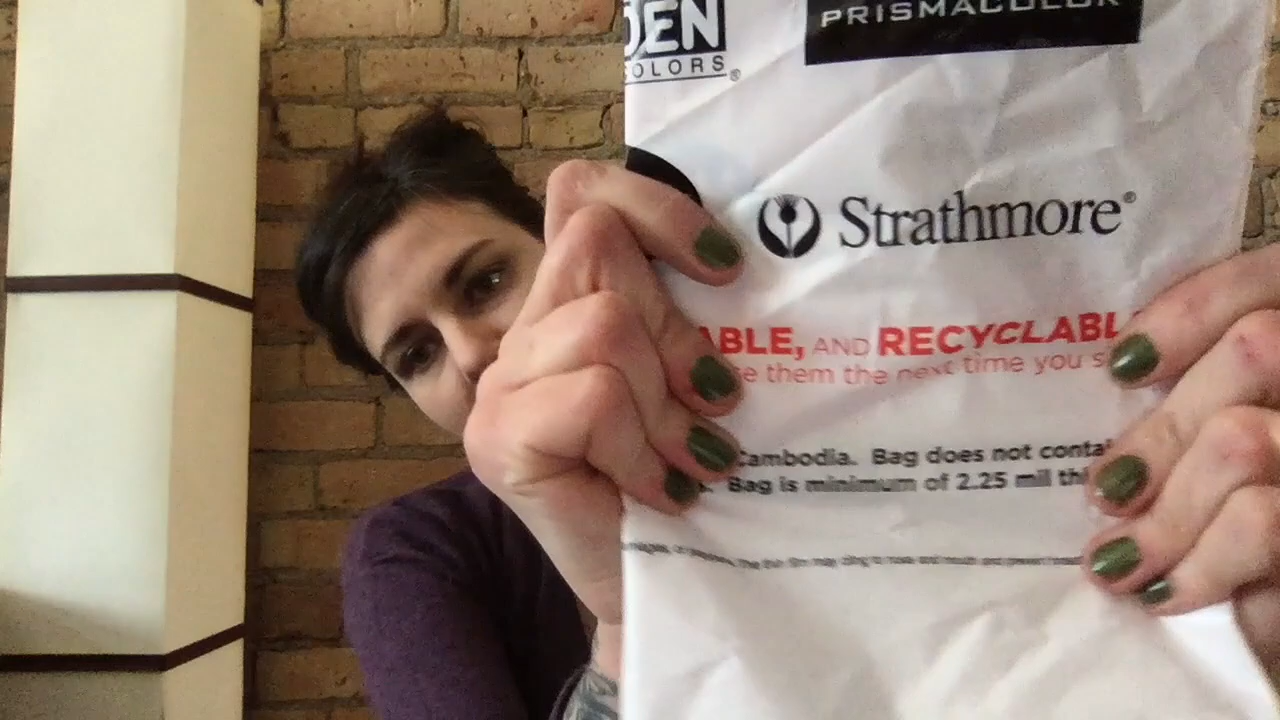 DEN
COLORS®
PRISMACOLOR
Strathmore®
ABLE, AND RECYCLABL
them the next time you s
Cambodia. Bag does not contai
Bag is minimum of 2.25 mil thi